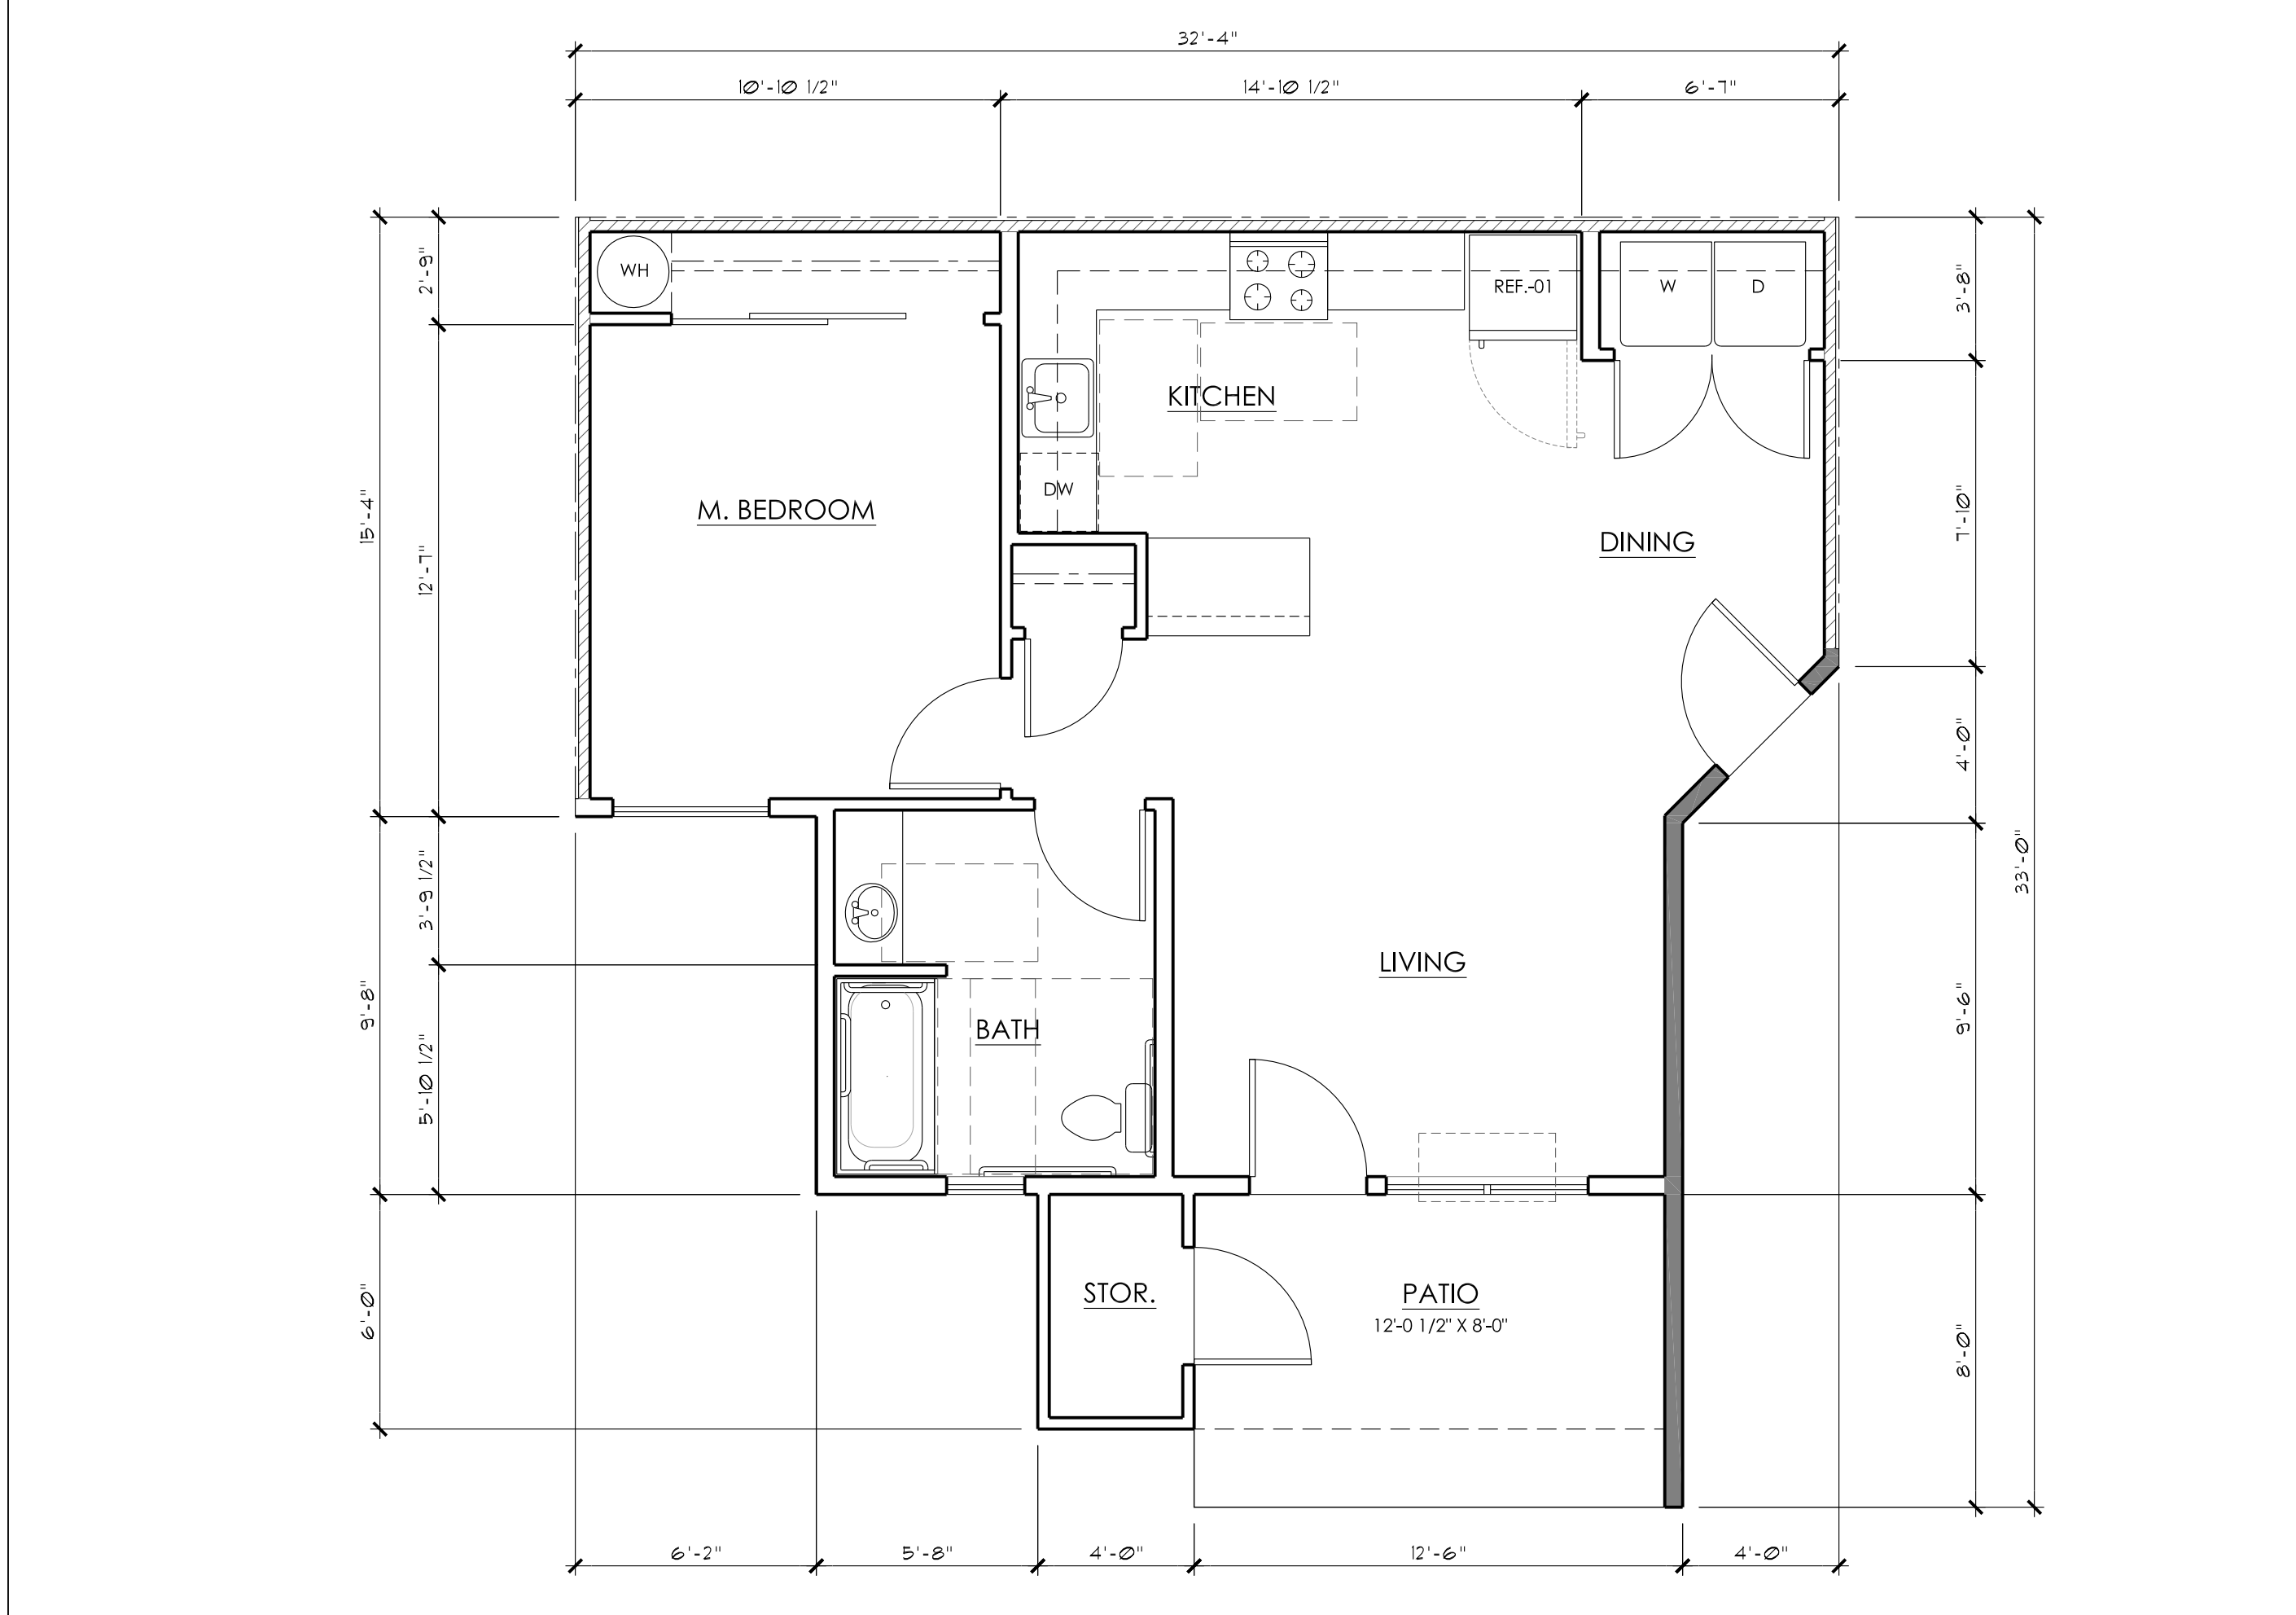 32'-4"
10'-10 1/2"
14'-10 1/2"
6'-7"
WH
REF.-01
W
D
2'-9"
3'-8"
KITCHEN
DW
M. BEDROOM
15'-4"
12'-7"
DINING
7'-10"
4'-0"
33'-0"
3'-9 1/2"
LIVING
9'-8"
9'-6"
BATH
5'-10 1/2"
STOR.
PATIO
12'-0 1/2" X 8'-0"
6'-0"
8'-0"
6'-2"
5'-8"
4'-0"
12'-6"
4'-0"